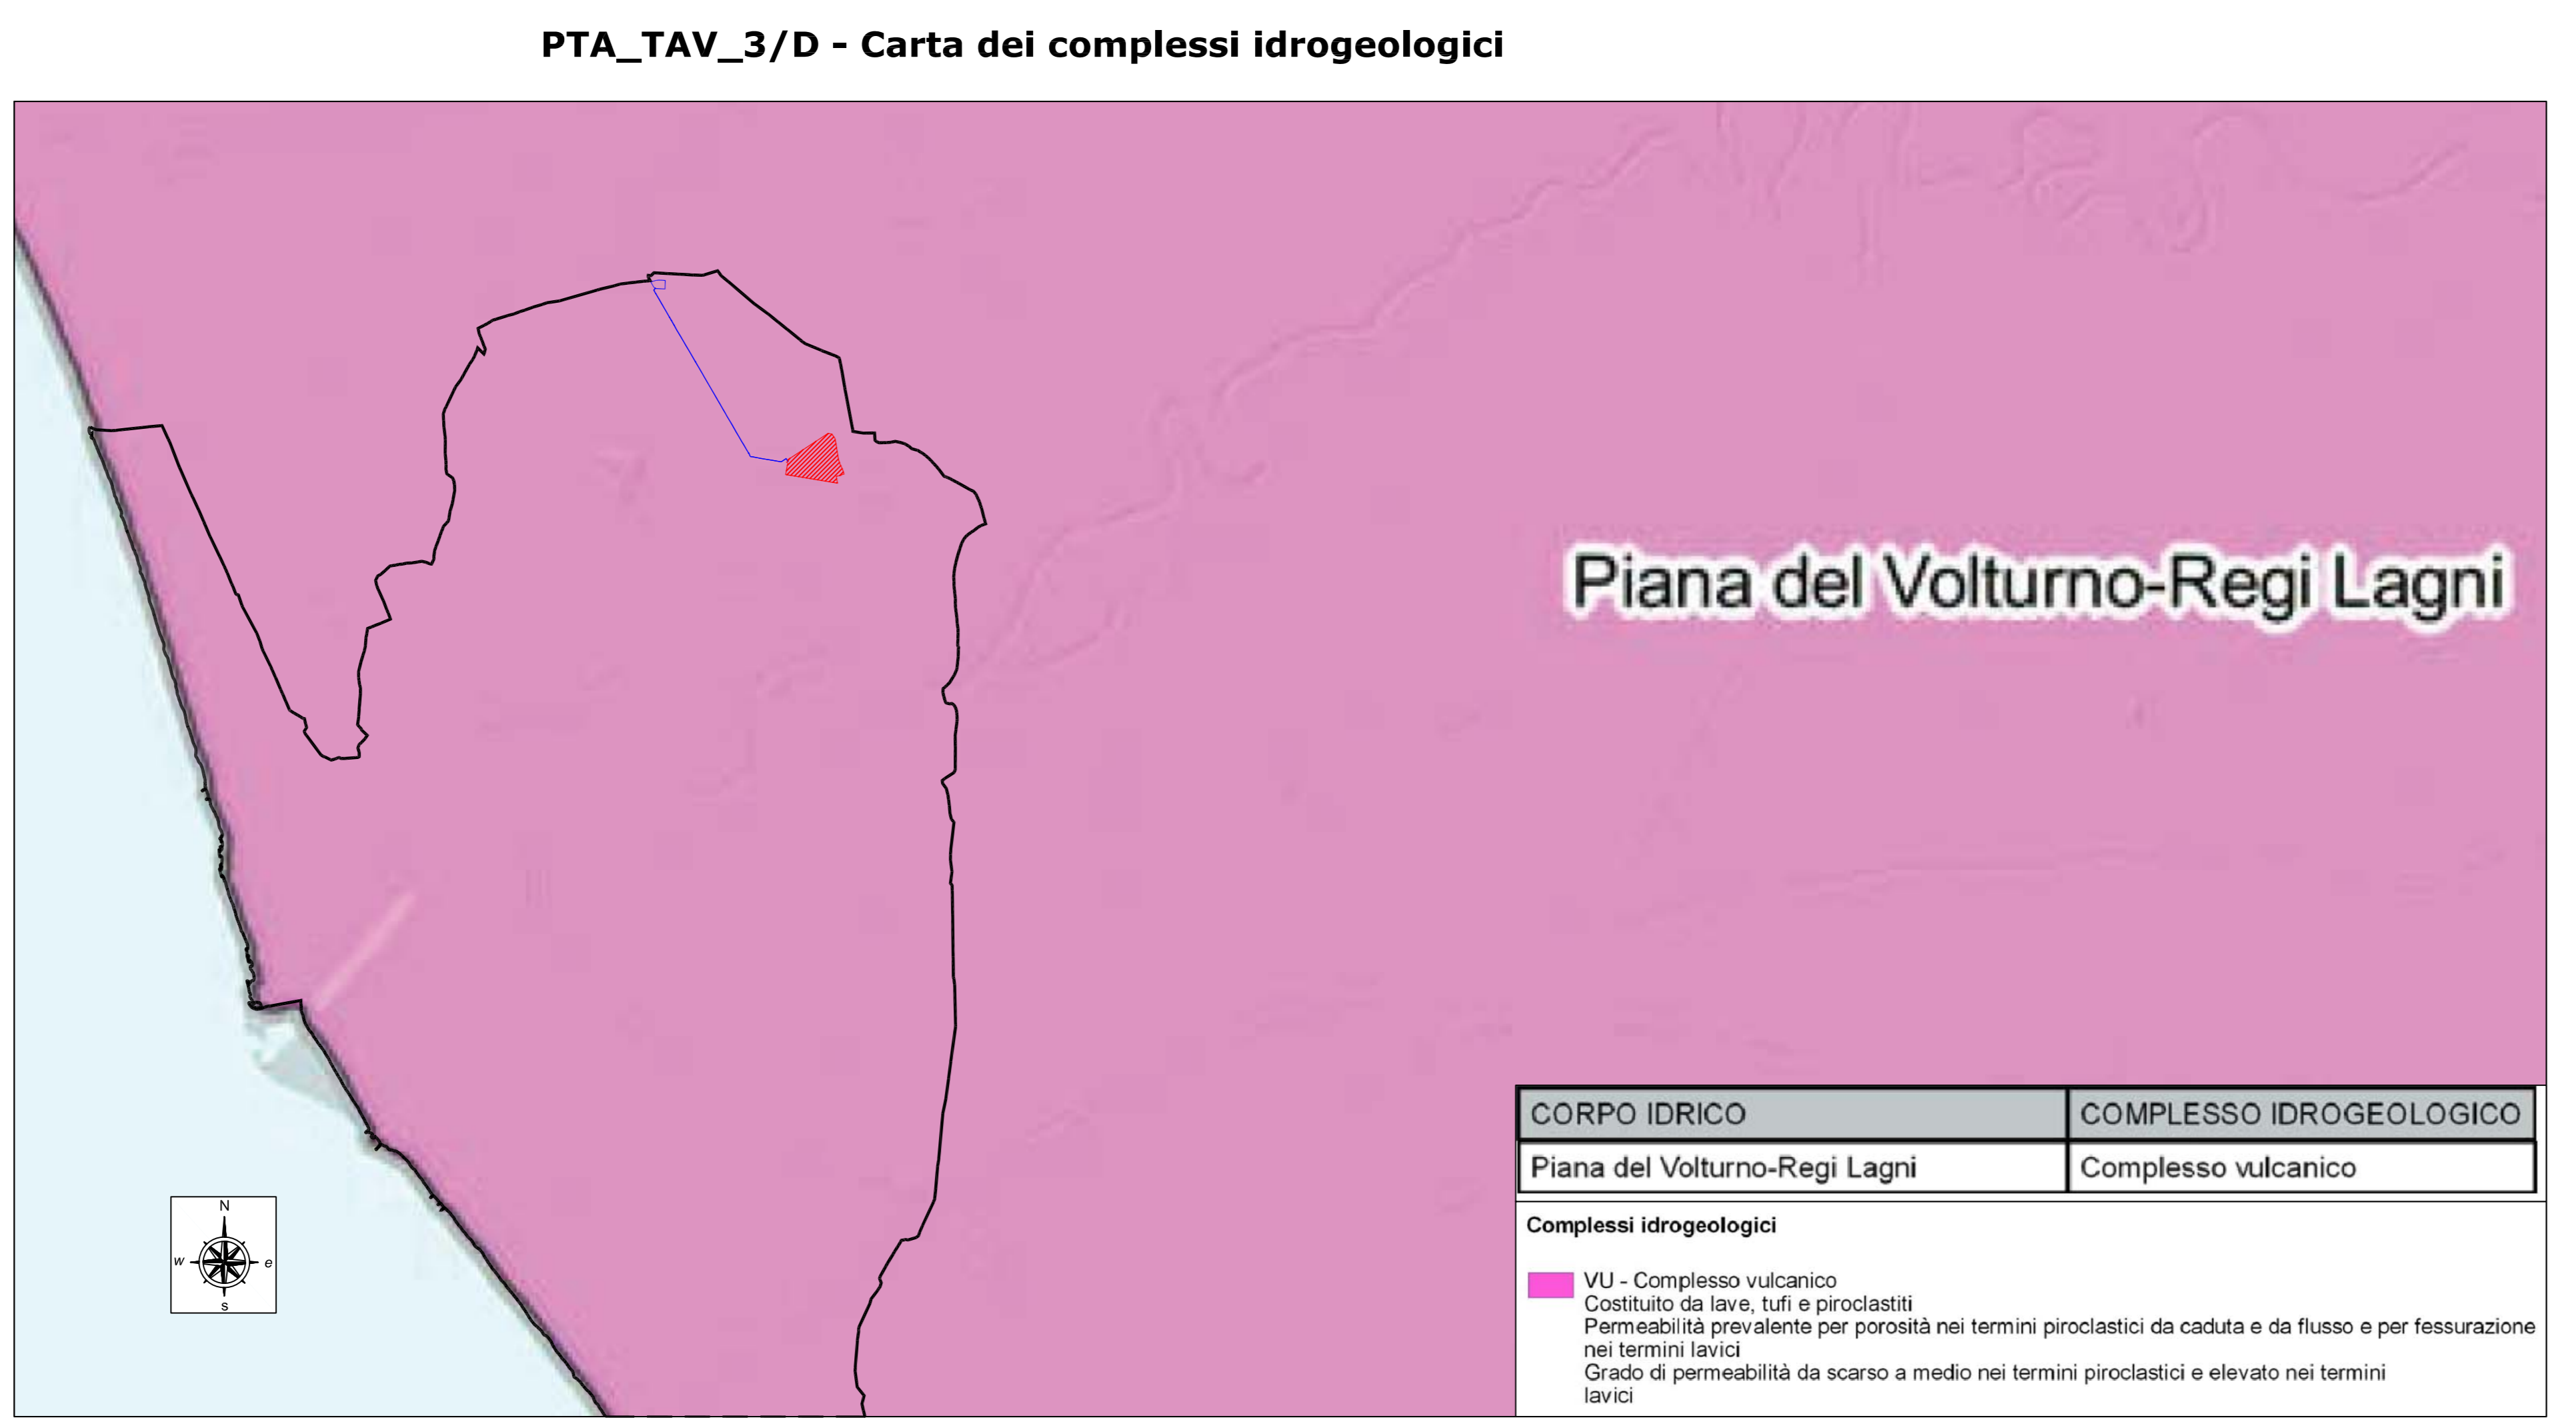 PTA_TAV_3/D - Carta dei complessi idrogeologici
Piana del Volturno-Regi Lagni
CORPO IDRICO COMPLESSO IDROGEOLOGICO
Piana del Volturno-Regi Lagni Complesso vulcanico
N
w e
s
Complessi idrogeologici
VU - Complesso vulcanico
Costituito da lave, tufi e piroclastiti
Permeabilità prevalente per porosità nei termini piroclastici da caduta e da flusso e per fessurazione
nei termini lavici
Grado di permeabilità da scarso a medio nei termini piroclastici e elevato nei termini
lavici